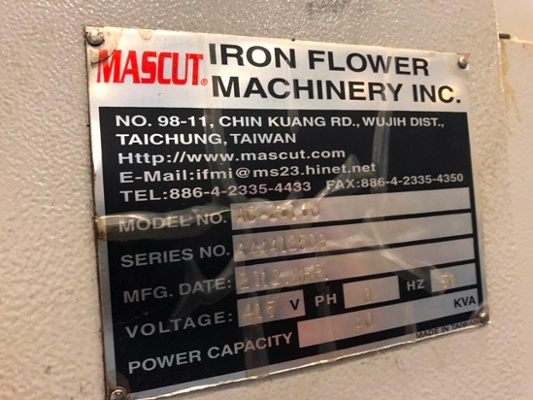 MASCUT® IRON FLOWER
MACHINERY INC.
NO. 98-11, CHIN KUANG RD., WUJIH DIST.,
TAICHUNG, TAIWAN
Http://www.mascut.com
E-Mail:ifmi@ms23.hinet.net
TEL:886-4-2335-4433 FAX:886-4-2335-4350
MODEL NO.
SERIES NO.
MFG. DATE:
VOLTAGE: 415 V PH HZ
POWER CAPACITY KVA
MADE IN TAIWAN